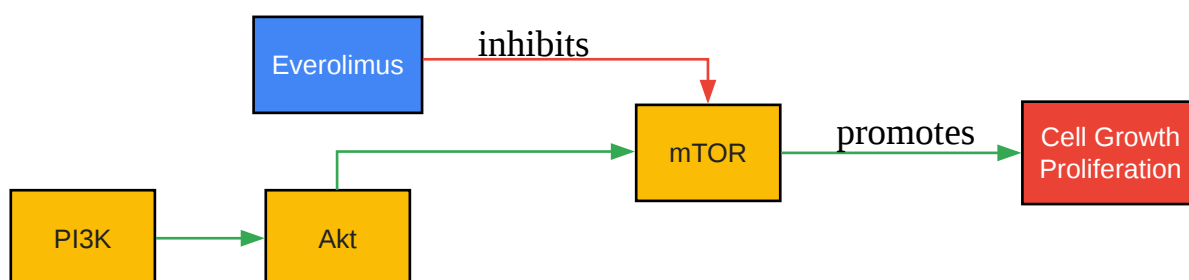 Everolimus
inhibits
mTOR
promotes
Cell Growth
Proliferation
PI3K
Akt